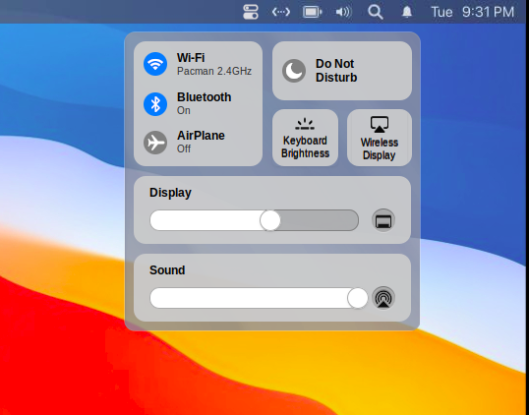 Tue 9:31 PM
Wi-Fi
Pacman 2.4GHz
Bluetooth
On
AirPlane
Off
Do Not
Disturb
Keyboard
Brightness
Wireless
Display
Display
Sound